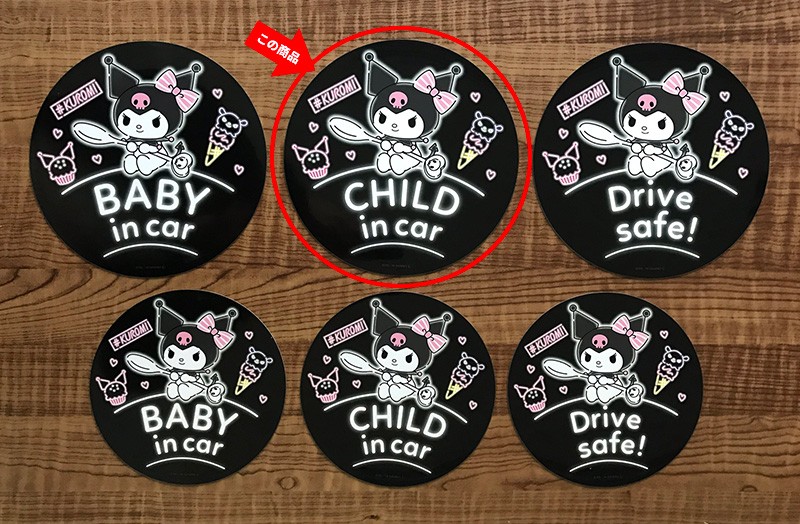 この商品
#KUROMI
BABY
in car
#KUROMI
CHILD
in car
#KUROMI
Drive
safe!
#KUROMI
BABY
in car
#KUROMI
CHILD
in car
#KUROMI
Drive
safe!